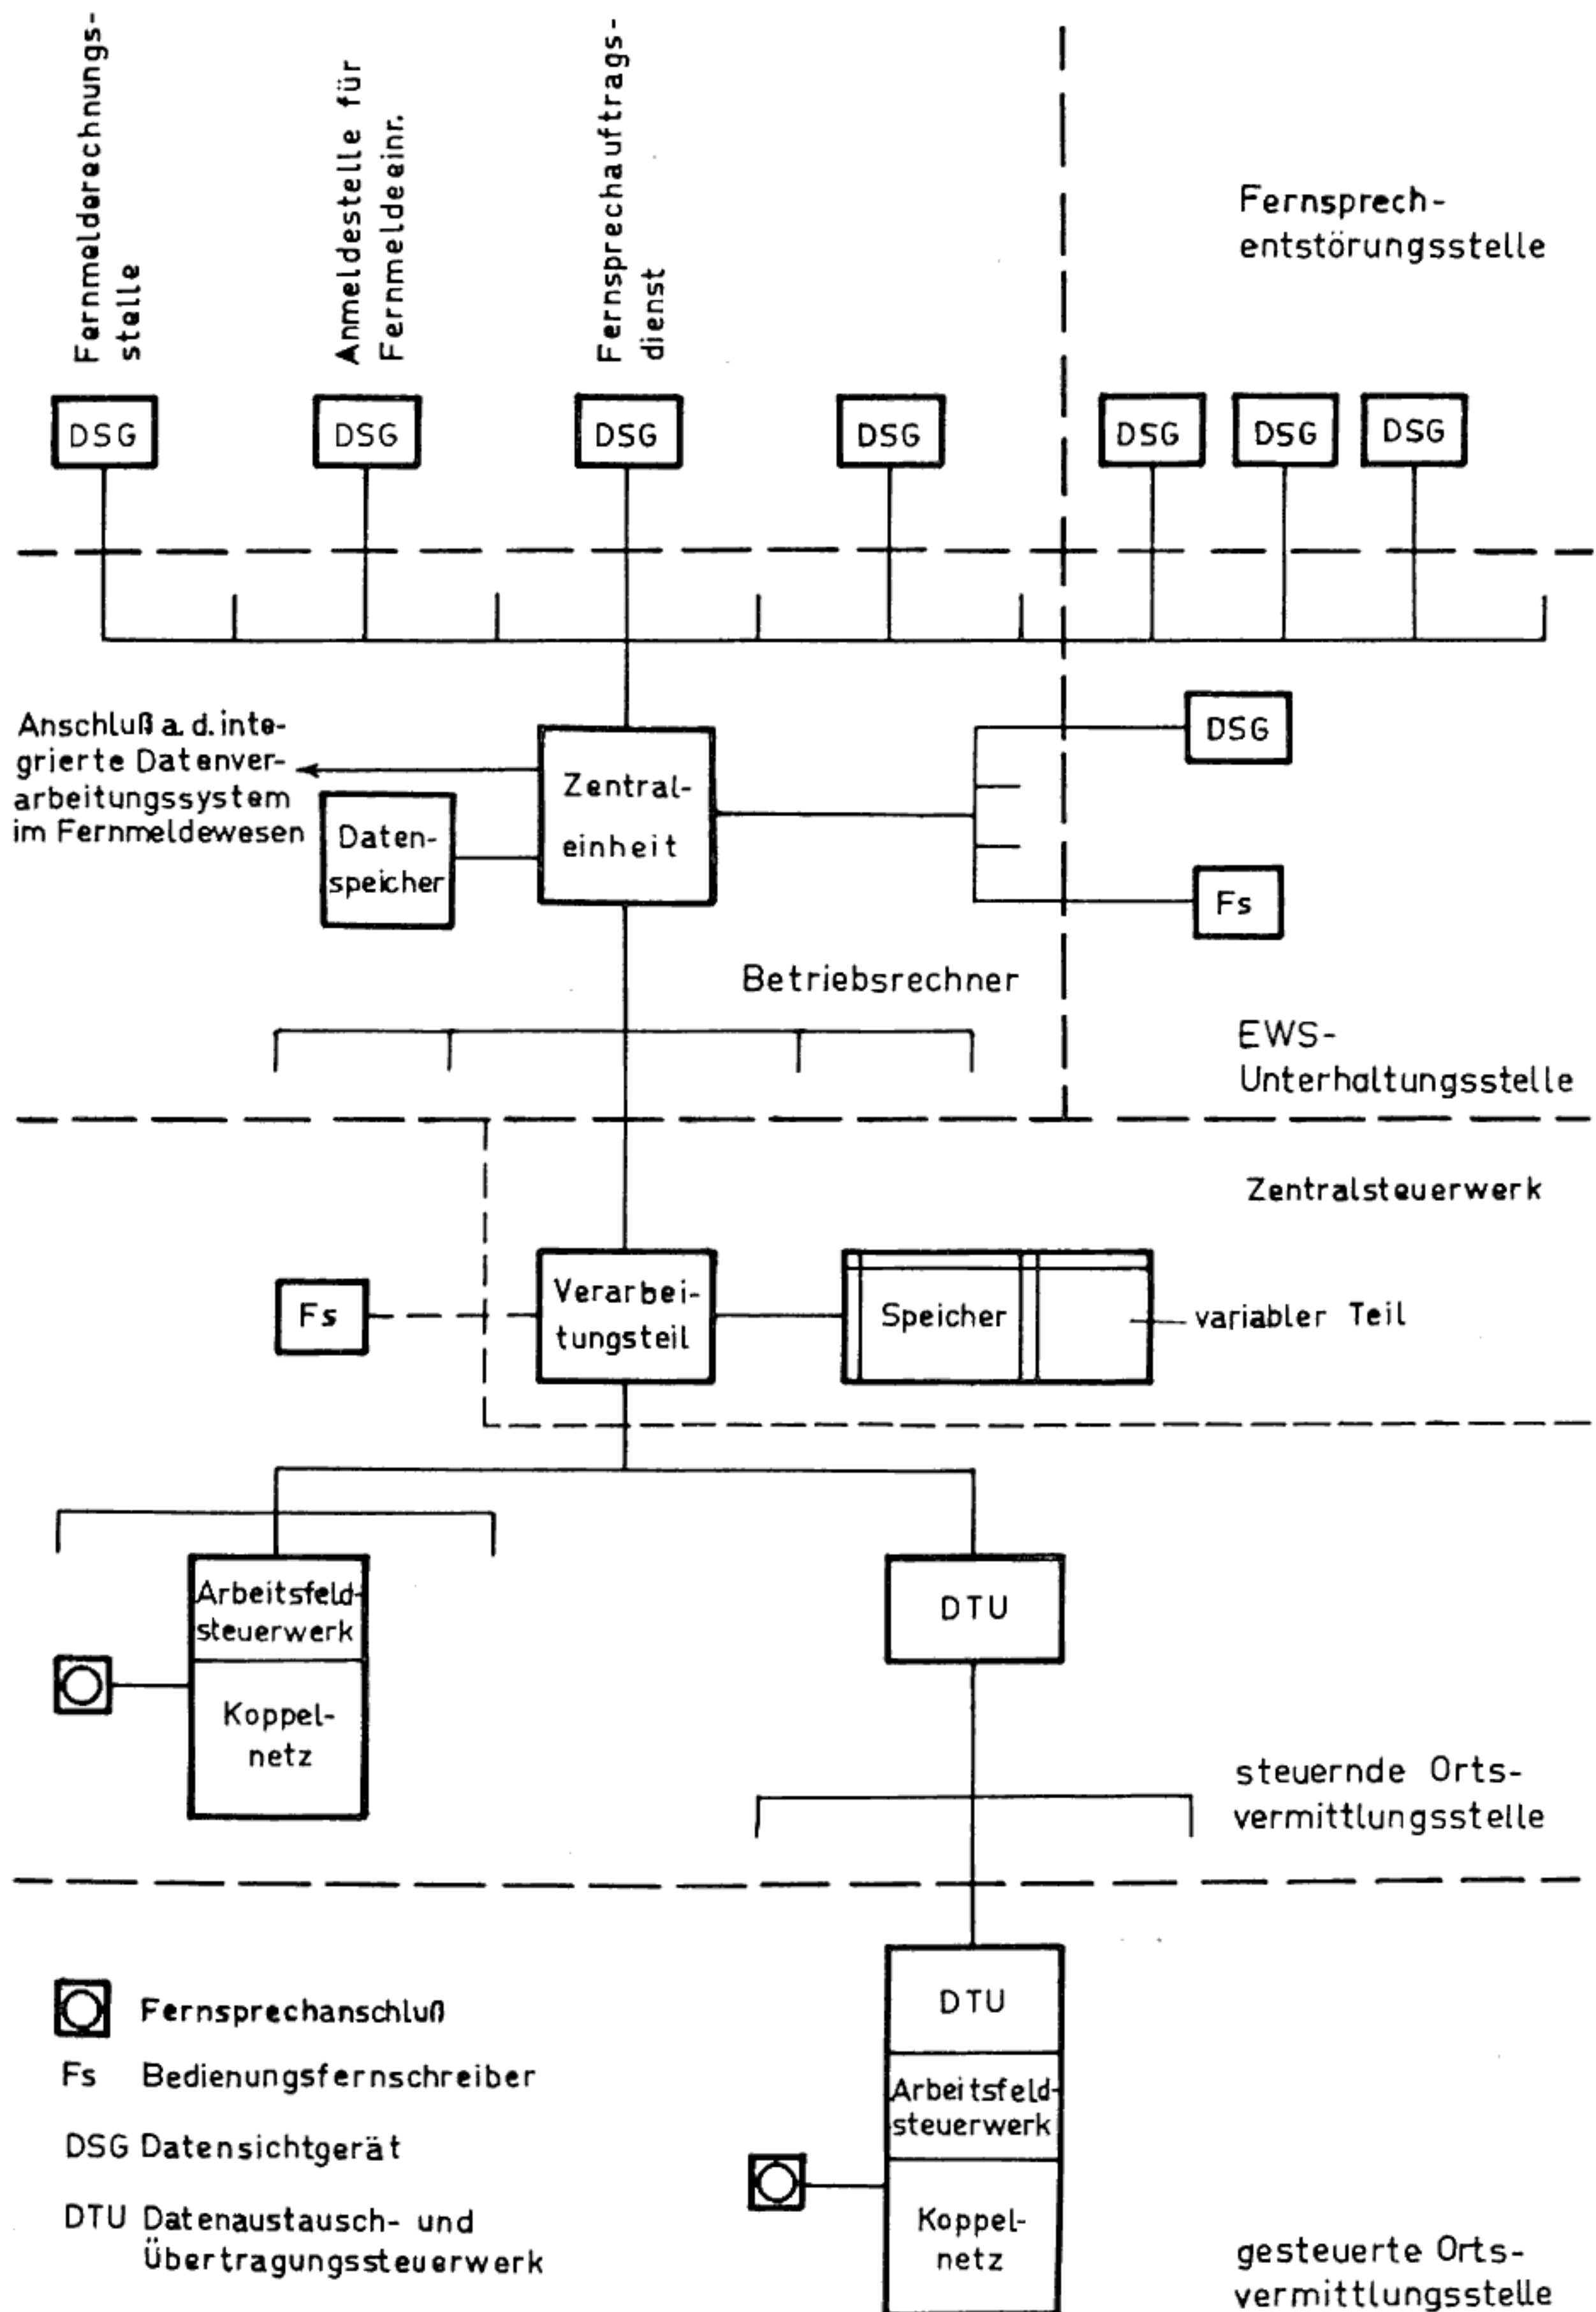 Fernmelderechnungs-
stelle
Anmeldestelle für
Fernmeldeeinr.
Fernsprechauftrags-
dienst
Fernsprech-
entstörungsstelle
DSG
DSG
DSG
DSG
DSG
DSG
DSG
Anschluß a. d. inte-
grierte Datenver-
arbeitungssystem
im Fernmeldewesen
Daten-
speicher
Zentral-
einheit
DSG
Fs
Betriebsrechner
EWS-
Unterhaltungsstelle
Zentralsteuerwerk
Fs
Verarbei-
tungsteil
Speicher
variabler Teil
Arbeitsfeld-
steuerwerk
Koppel-
netz
DTU
steuernde Orts-
vermittlungsstelle
DTU
Arbeitsfeld-
steuerwerk
Koppel-
netz
gesteuerte Orts-
vermittlungsstelle
Fernsprechanschluß
Fs Bedienungsfernschreiber
DSG Datensichtgerät
DTU Datenaustausch- und
Übertragungssteuerwerk